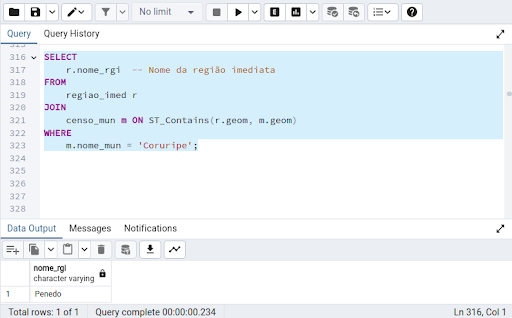 No limit
Query Query History
315
316 SELECT
317 r.nome_rgi -- Nome da região imediata
318 FROM
319 regiao_imed r
320 JOIN
321 censo_mun m ON ST_Contains(r.geom, m.geom)
322 WHERE
323 m.nome_mun = 'Coruripe';
324
325
326
327
328
Data Output Messages Notifications
nome_rgi
character varying
1 Penedo
Total rows: 1 of 1 Query complete 00:00:00.234 Ln 316, Col 1